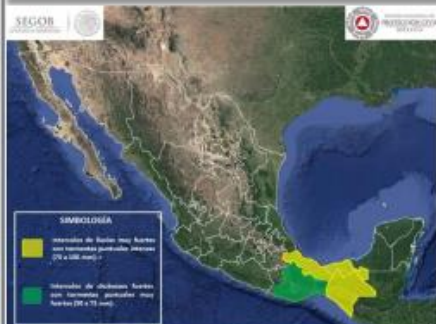 SEGOB
PROTECCIÓN CIVIL
MÉXICO
SIMBOLOGÍA
Intervalos de lluvias muy fuertes
con tormentas puntuales intensas
(75 a 150 mm).
Intervalos de chubascos fuertes
con tormentas puntuales muy
fuertes (50 a 75 mm).